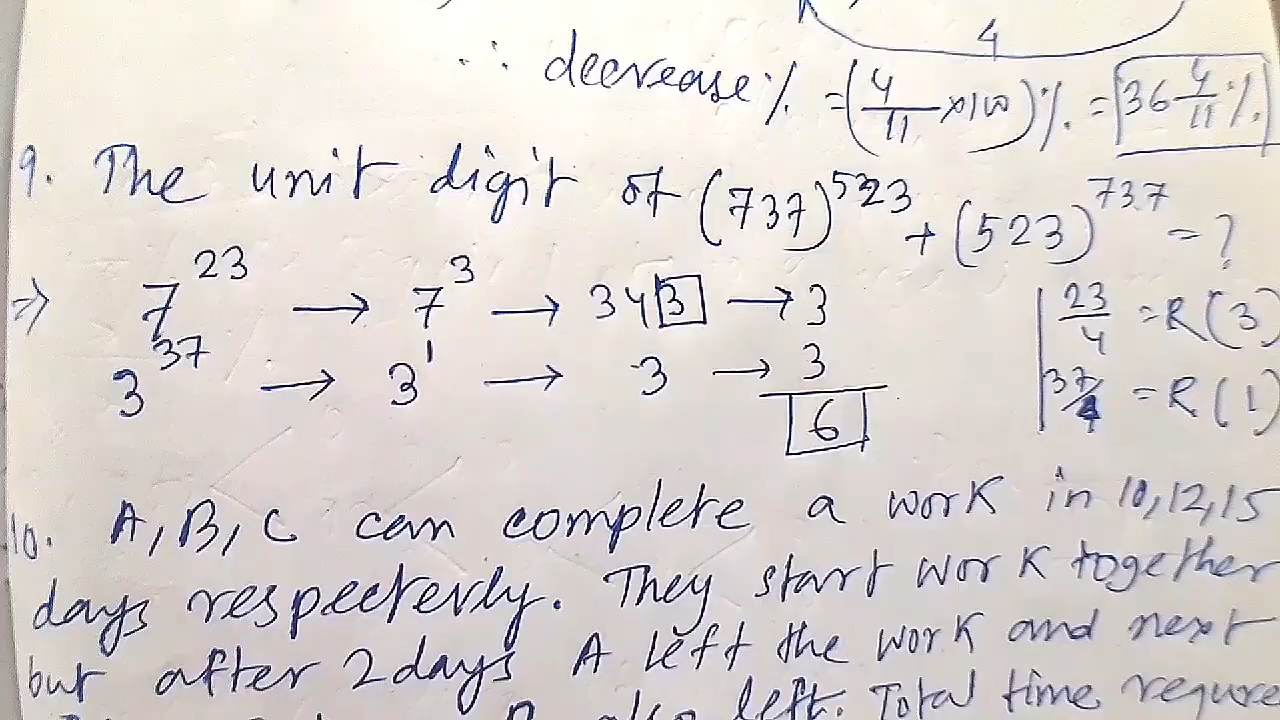 4
∴ decrease % = (4/11 × 100)% = 36 4/11 %
9. The unit digit of (737)^523 + (523)^737 = ?
⇒ 7^23 → 7^3 → 343 → 3 | 23/4 = R(3)
3^37 → 3^1 → 3 → 3 | 37/4 = R(1)
6
10. A, B, C can complete a work in 10, 12, 15
days respecterly. They start work together
but after 2 days A left the work and next
also left. Total time require